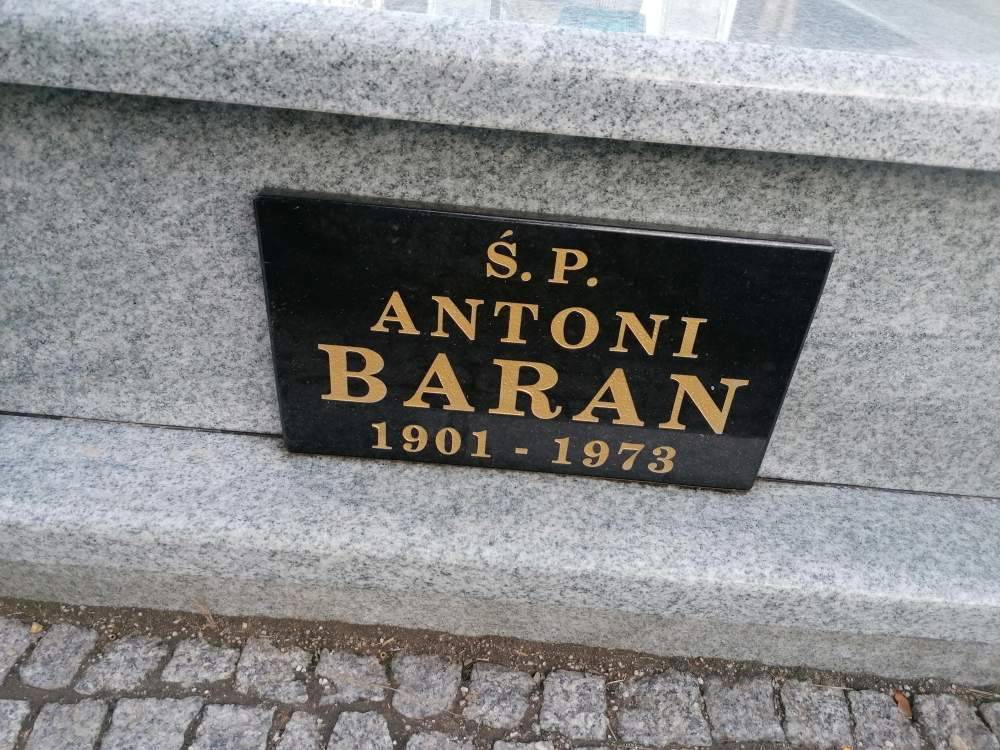 Ś. P.
ANTONI
BARAN
1901 - 1973